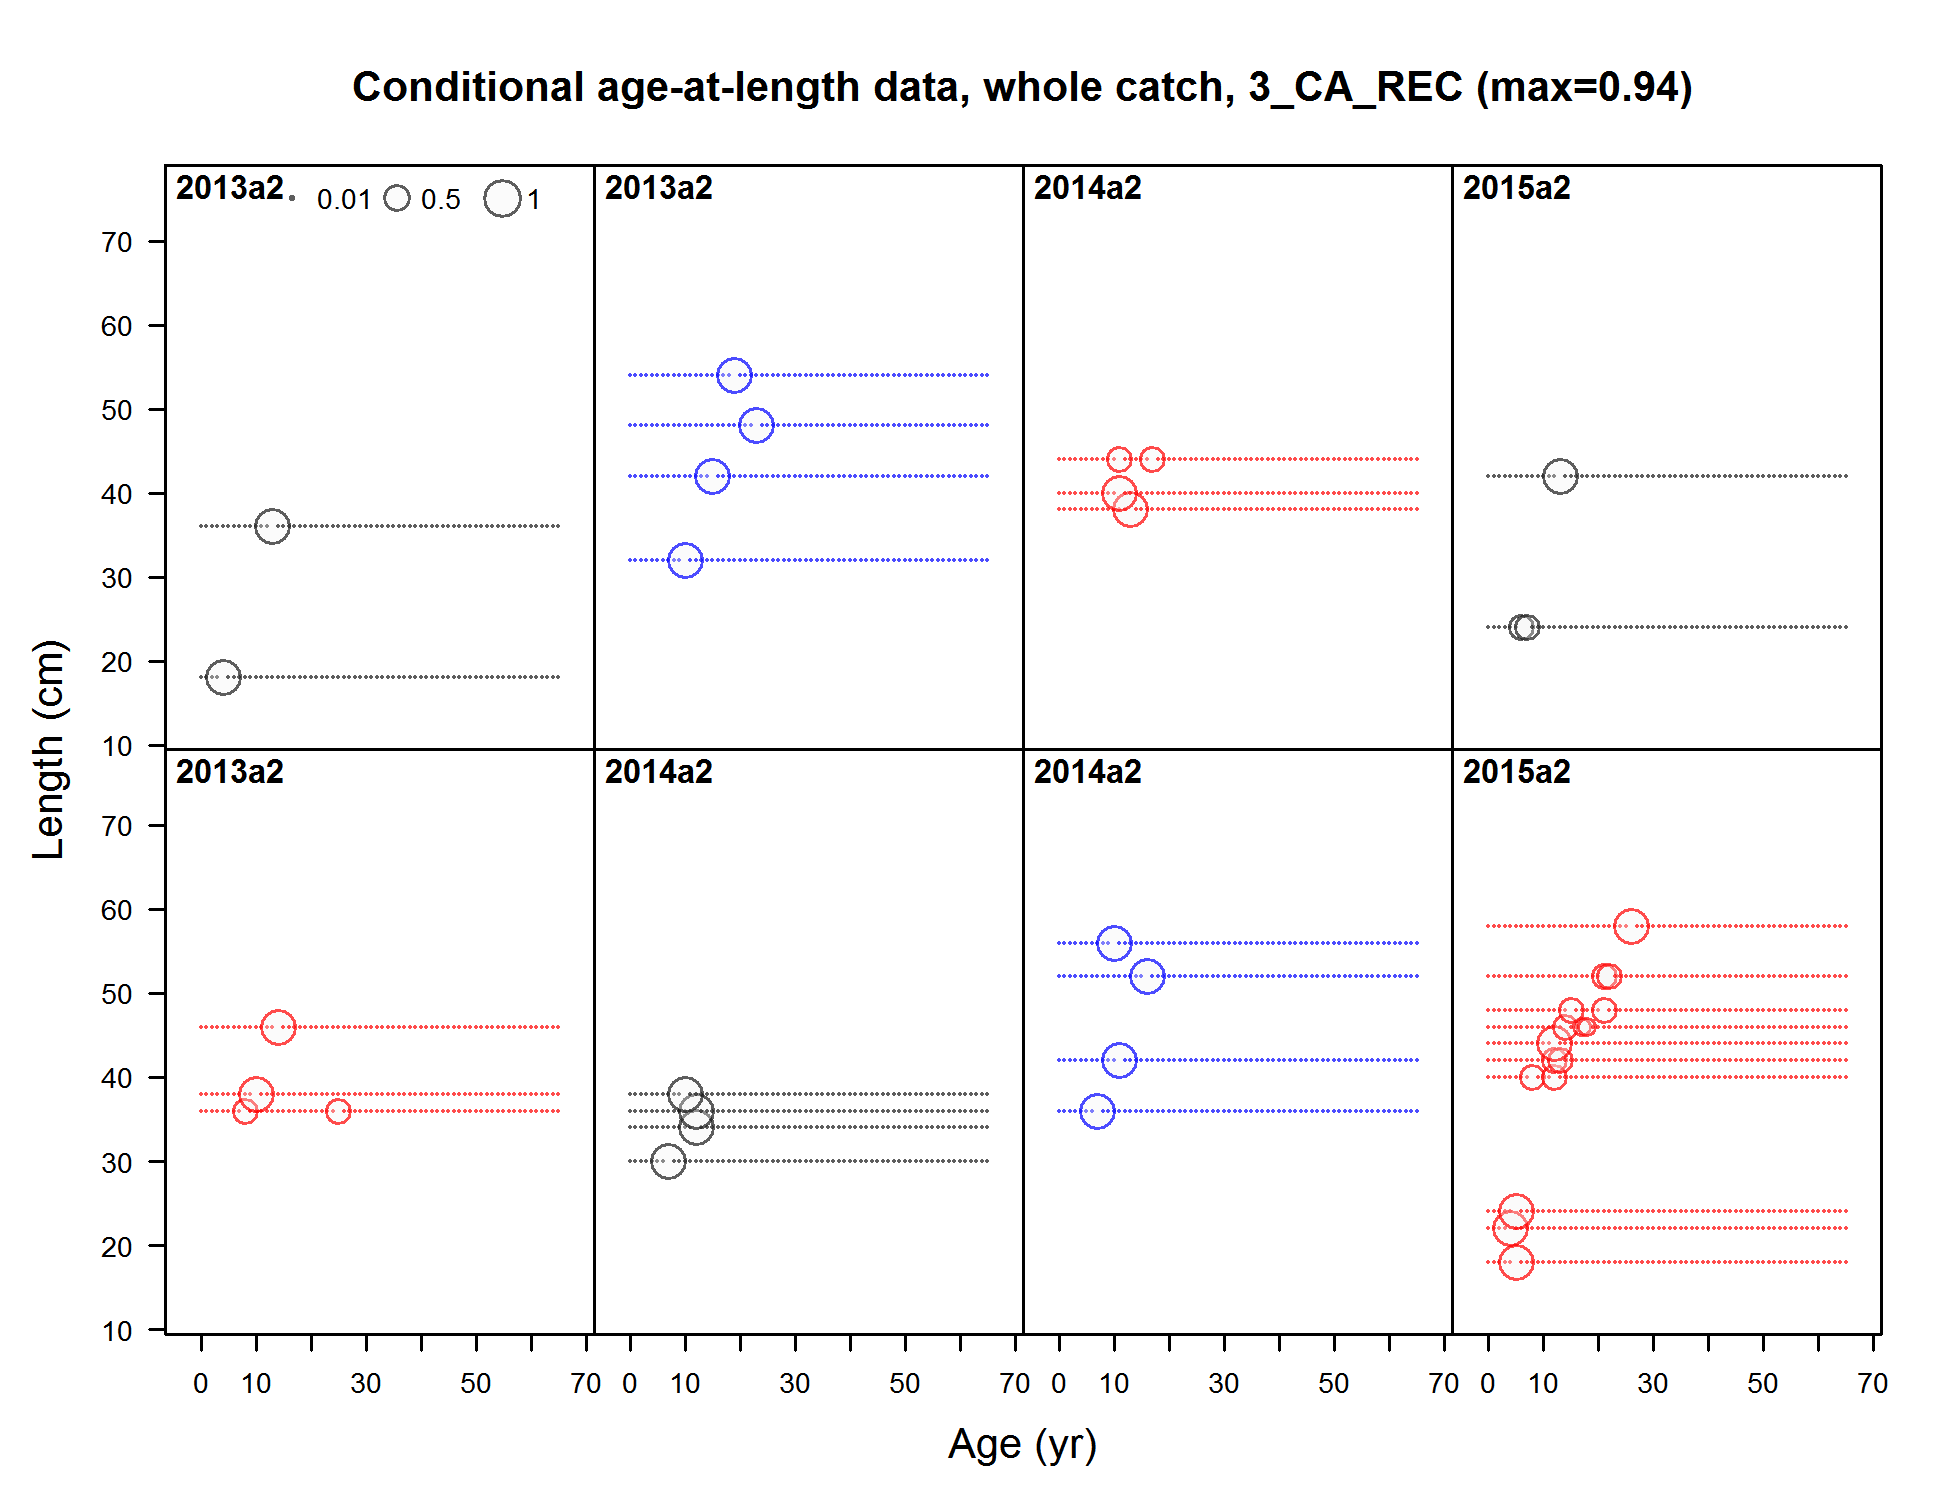 Conditional age-at-length data, whole catch, 3_CA_REC (max=0.94)
2013a2 0.01 0.5 1
2013a2
2014a2
2015a2
70
60
50
40
30
20
10
Length (cm)
2013a2
2014a2
2014a2
2015a2
70
60
50
40
30
20
10
0 10 30 50 70 0 10 30 50 70 0 10 30 50 70 0 10 30 50 70
Age (yr)